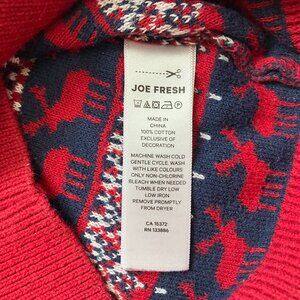 JOE FRESH
MADE IN
CHINA
100% COTTON
EXCLUSIVE OF
DECORATION
MACHINE WASH COLD
GENTLE CYCLE. WASH
WITH LIKE COLOURS
ONLY NON-CHLORINE
BLEACH WHEN NEEDED
TUMBLE DRY LOW
LOW IRON
REMOVE PROMPTLY
FROM DRYER
CA 15372
RN 133886